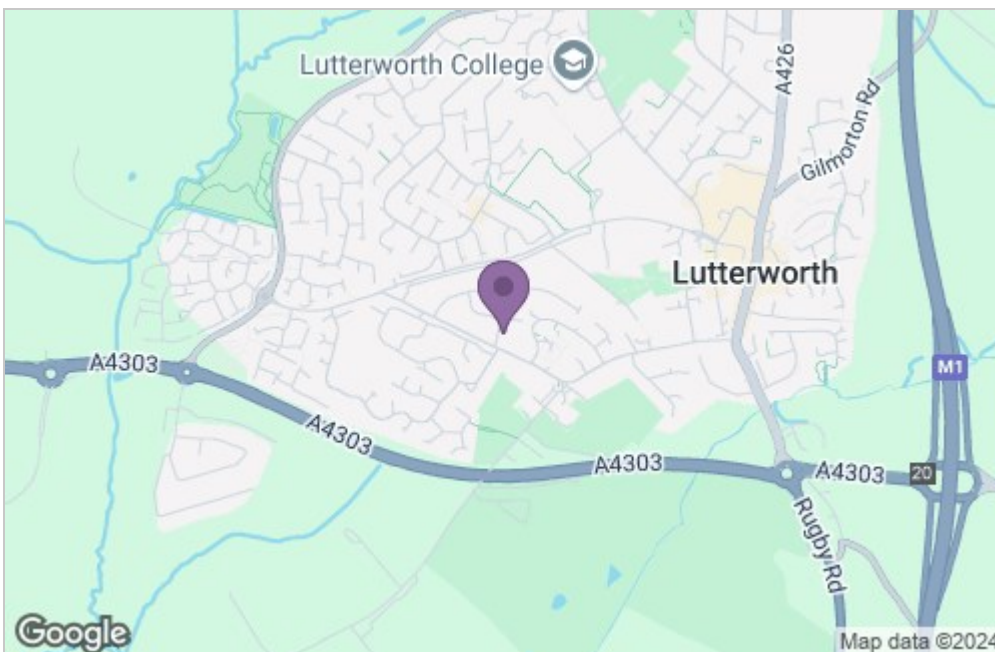 Lutterworth College
A426
Gilmorton Rd
Lutterworth
A4303
M1
A4303
A4303
A4303
20
Rugby Rd
Google
Map data ©2024